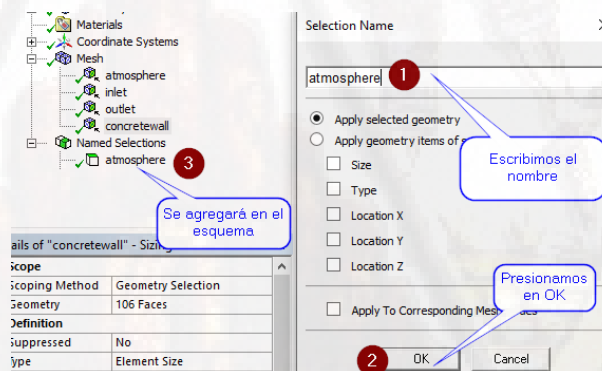 Materials
Coordinate Systems
Mesh
atmosphere
inlet
outlet
concretewall
Named Selections
atmosphere
3
Se agregará en el
esquema
ails of "concretewall" - Sizing
Scope
Scoping Method Geometry Selection
Geometry 106 Faces
Definition
Suppressed No
Type Element Size
Selection Name
atmosphere
1
Apply selected geometry
Apply geometry items of
Escribimos el
nombre
Size
Type
Location X
Location Y
Location Z
Presionamos
en OK
Apply To Corresponding Mesh
2
OK
Cancel